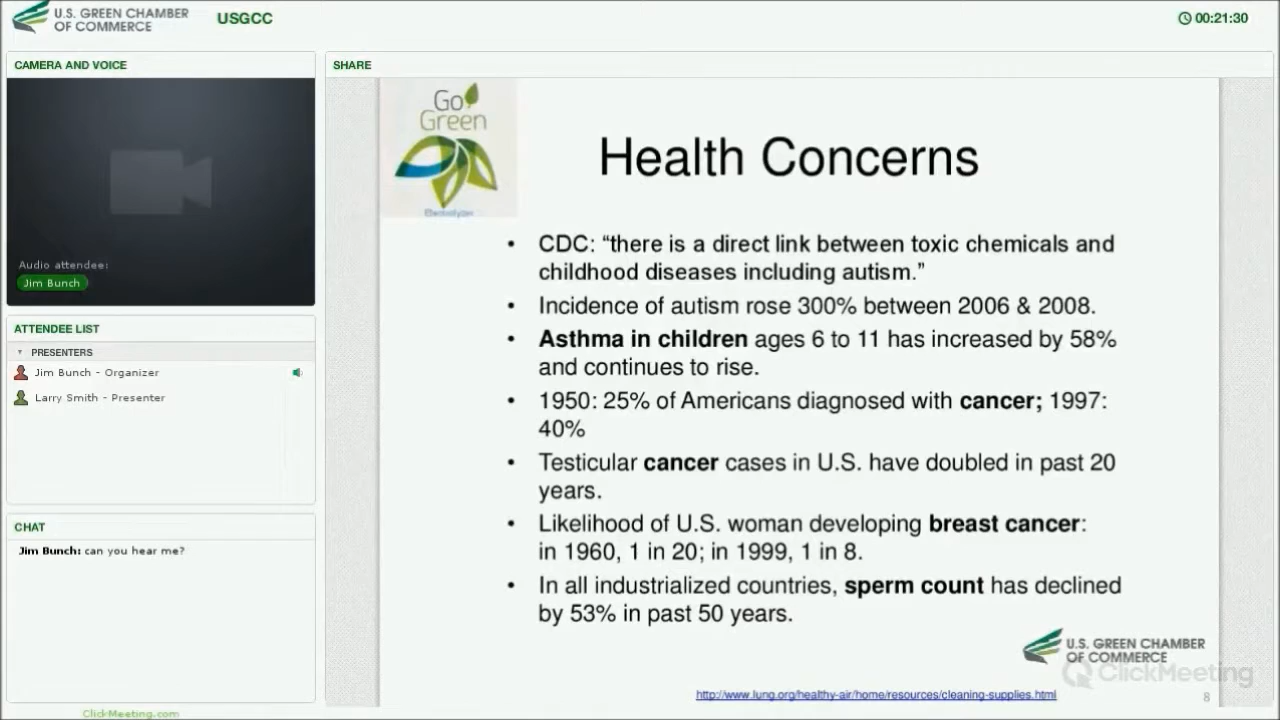 U.S. GREEN CHAMBER
OF COMMERCE
USGCC
00:21:30
CAMERA AND VOICE
Audio attendee:
Jim Bunch
ATTENDEE LIST
PRESENTERS
Jim Bunch - Organizer
Larry Smith - Presenter
CHAT
Jim Bunch: can you hear me?
ClickMeeting.com
SHARE
Go
Green
Electrolyzer
Health Concerns
• CDC: “there is a direct link between toxic chemicals and
childhood diseases including autism.”
• Incidence of autism rose 300% between 2006 & 2008.
• Asthma in children ages 6 to 11 has increased by 58%
and continues to rise.
• 1950: 25% of Americans diagnosed with cancer; 1997:
40%
• Testicular cancer cases in U.S. have doubled in past 20
years.
• Likelihood of U.S. woman developing breast cancer:
in 1960, 1 in 20; in 1999, 1 in 8.
• In all industrialized countries, sperm count has declined
by 53% in past 50 years.
U.S. GREEN CHAMBER
OF COMMERCE
ClickMeeting
http://www.lung.org/healthy-air/home/resources/cleaning-supplies.html
8